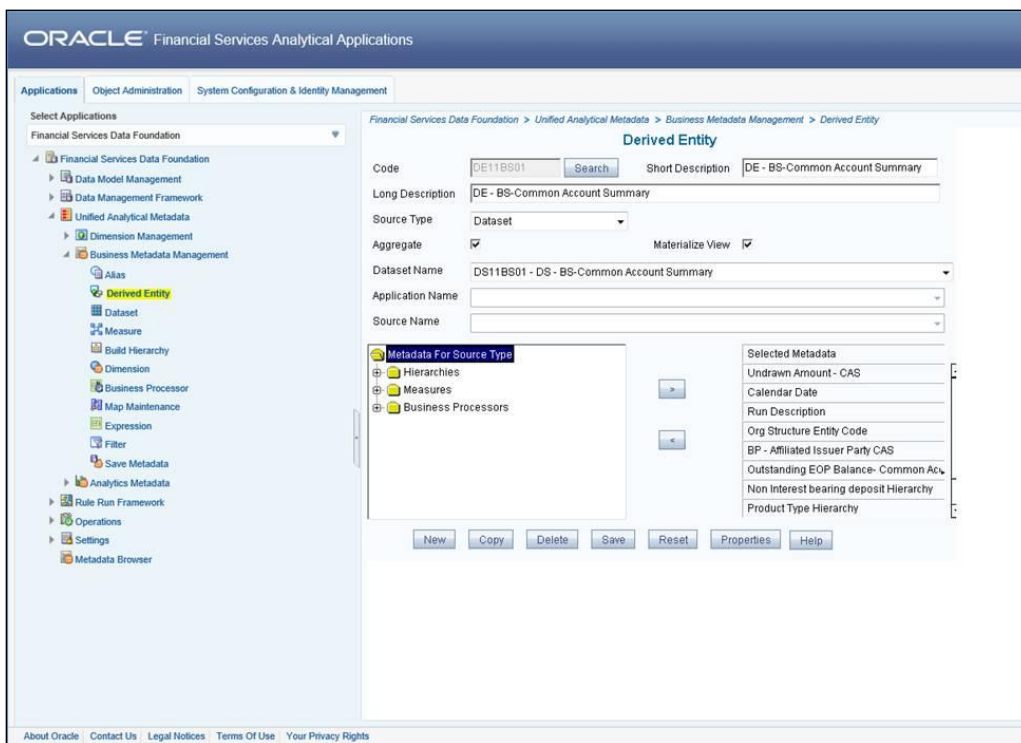 ORACLE® Financial Services Analytical Applications
Applications Object Administration System Configuration & Identity Management
Select Applications
Financial Services Data Foundation
Financial Services Data Foundation
Data Model Management
Data Management Framework
Unified Analytical Metadata
Dimension Management
Business Metadata Management
Alias
Derived Entity
Dataset
Measure
Build Hierarchy
Dimension
Business Processor
Map Maintenance
Expression
Filter
Save Metadata
Analytics Metadata
Rule Run Framework
Operations
Settings
Metadata Browser
Financial Services Data Foundation > Unified Analytical Metadata > Business Metadata Management > Derived Entity
Derived Entity
Code DE11BS01 Search Short Description DE - BS-Common Account Summary
Long Description DE - BS-Common Account Summary
Source Type Dataset
Aggregate Materialize View
Dataset Name DS11BS01 - DS - BS-Common Account Summary
Application Name
Source Name
Metadata For Source Type
Hierarchies
Measures
Business Processors
>
<
Selected Metadata
Undrawn Amount - CAS
Calendar Date
Run Description
Org Structure Entity Code
BP - Affiliated Issuer Party CAS
Outstanding EOP Balance- Common Acc
Non Interest bearing deposit Hierarchy
Product Type Hierarchy
New Copy Delete Save Reset Properties Help
About Oracle Contact Us Legal Notices Terms Of Use Your Privacy Rights